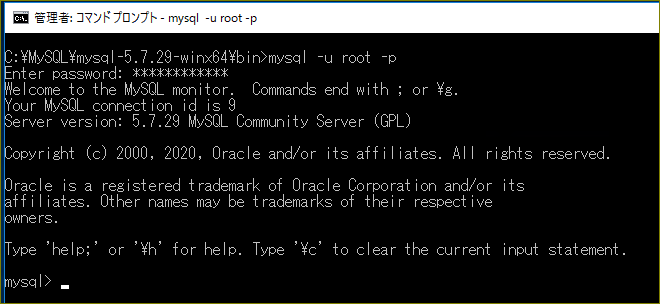 管理者: コマンドプロンプト - mysql -u root -p
C:¥MySQL¥mysql-5.7.29-winx64¥bin>mysql -u root -p
Enter password: ************
Welcome to the MySQL monitor.  Commands end with ; or ¥g.
Your MySQL connection id is 9
Server version: 5.7.29 MySQL Community Server (GPL)
Copyright (c) 2000, 2020, Oracle and/or its affiliates. All rights reserved.
Oracle is a registered trademark of Oracle Corporation and/or its
affiliates. Other names may be trademarks of their respective
owners.
Type 'help;' or '¥h' for help. Type '¥c' to clear the current input statement.
mysql> _